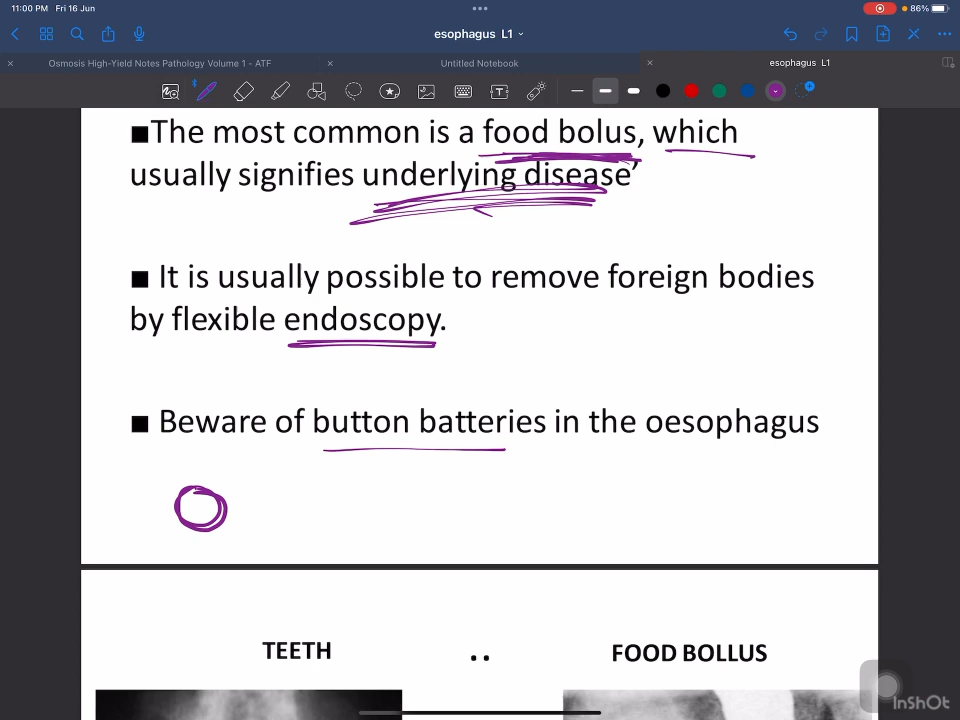 11:00 PM Fri 16 Jun
86%
esophagus L1
Osmosis High-Yield Notes Pathology Volume 1 - ATF
Untitled Notebook
esophagus L1
■The most common is a food bolus, which
usually signifies underlying disease’
■ It is usually possible to remove foreign bodies
by flexible endoscopy.
■ Beware of button batteries in the oesophagus
TEETH
..
FOOD BOLLUS
InShOt